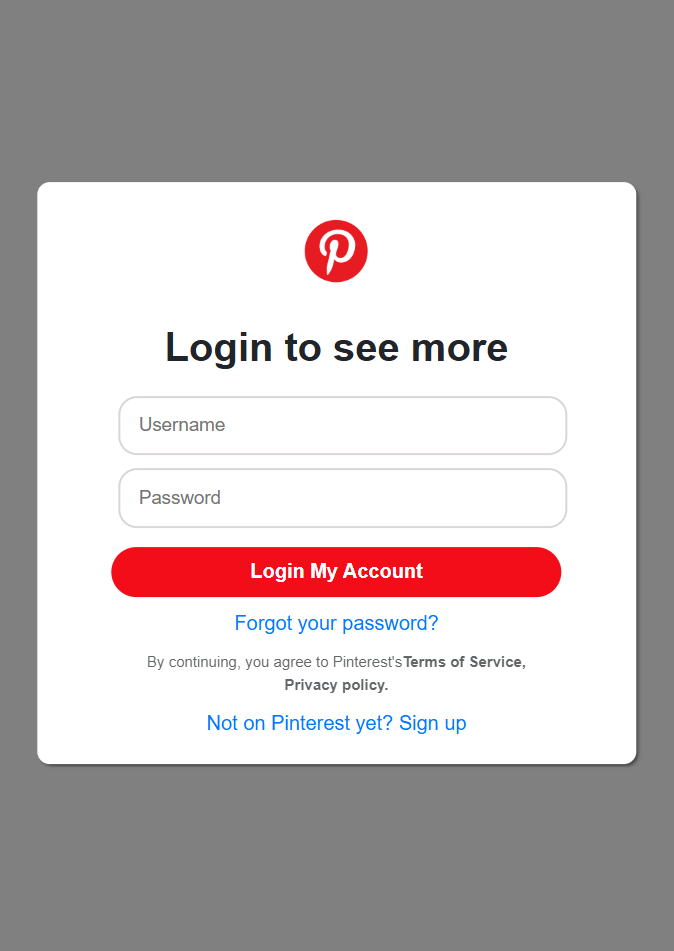 Login to see more
Username
Password
Login My Account
Forgot your password?
By continuing, you agree to Pinterest'sTerms of Service,
Privacy policy.
Not on Pinterest yet? Sign up